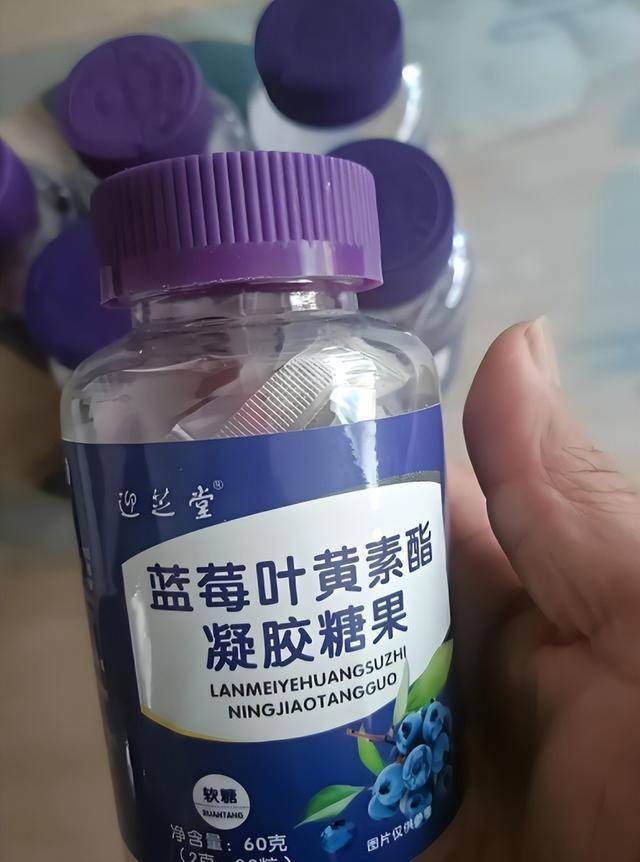 迎芝堂®
蓝莓叶黄素酯
凝胶糖果
LANMEIYEHUANGSUZHI
NINGJIAOTANGGUO
软糖
RUANTANG
净含量：60克
图片仅供参考